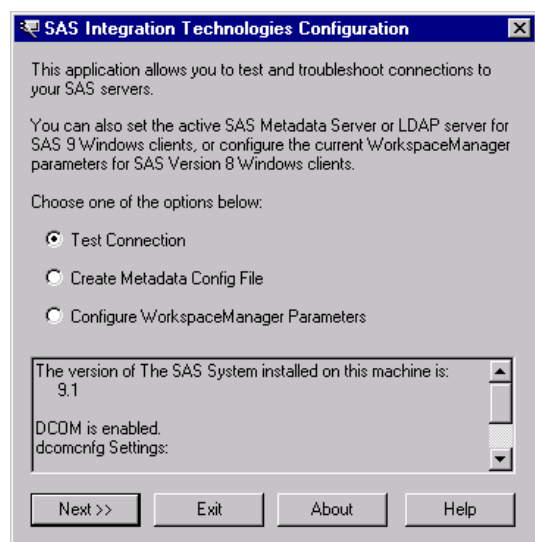 SAS Integration Technologies Configuration
This application allows you to test and troubleshoot connections to
your SAS servers.
You can also set the active SAS Metadata Server or LDAP server for
SAS 9 Windows clients, or configure the current WorkspaceManager
parameters for SAS Version 8 Windows clients.
Choose one of the options below:
Test Connection
Create Metadata Config File
Configure WorkspaceManager Parameters
The version of The SAS System installed on this machine is:
9.1
DCOM is enabled.
dcomcnfg Settings:
Next >> Exit About Help